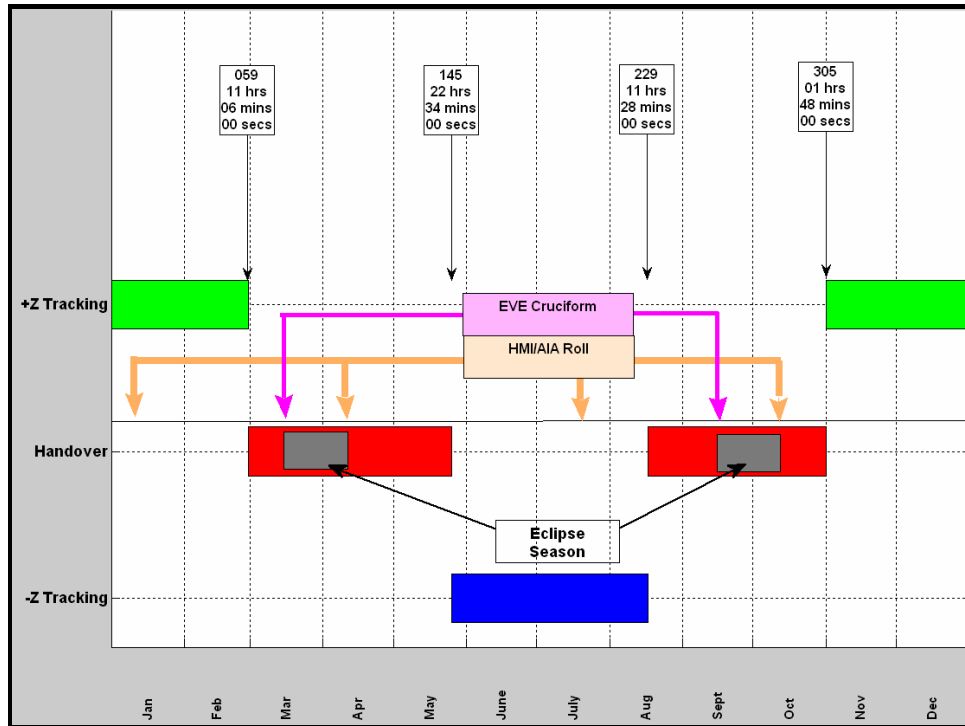 059
11 hrs
06 mins
00 secs
145
22 hrs
34 mins
00 secs
229
11 hrs
28 mins
00 secs
305
01 hrs
48 mins
00 secs
+Z Tracking
EVE Cruciform
HMI/AIA Roll
Handover
Eclipse
Season
-Z Tracking
Jan
Feb
Mar
Apr
May
June
July
Aug
Sept
Oct
Nov
Dec